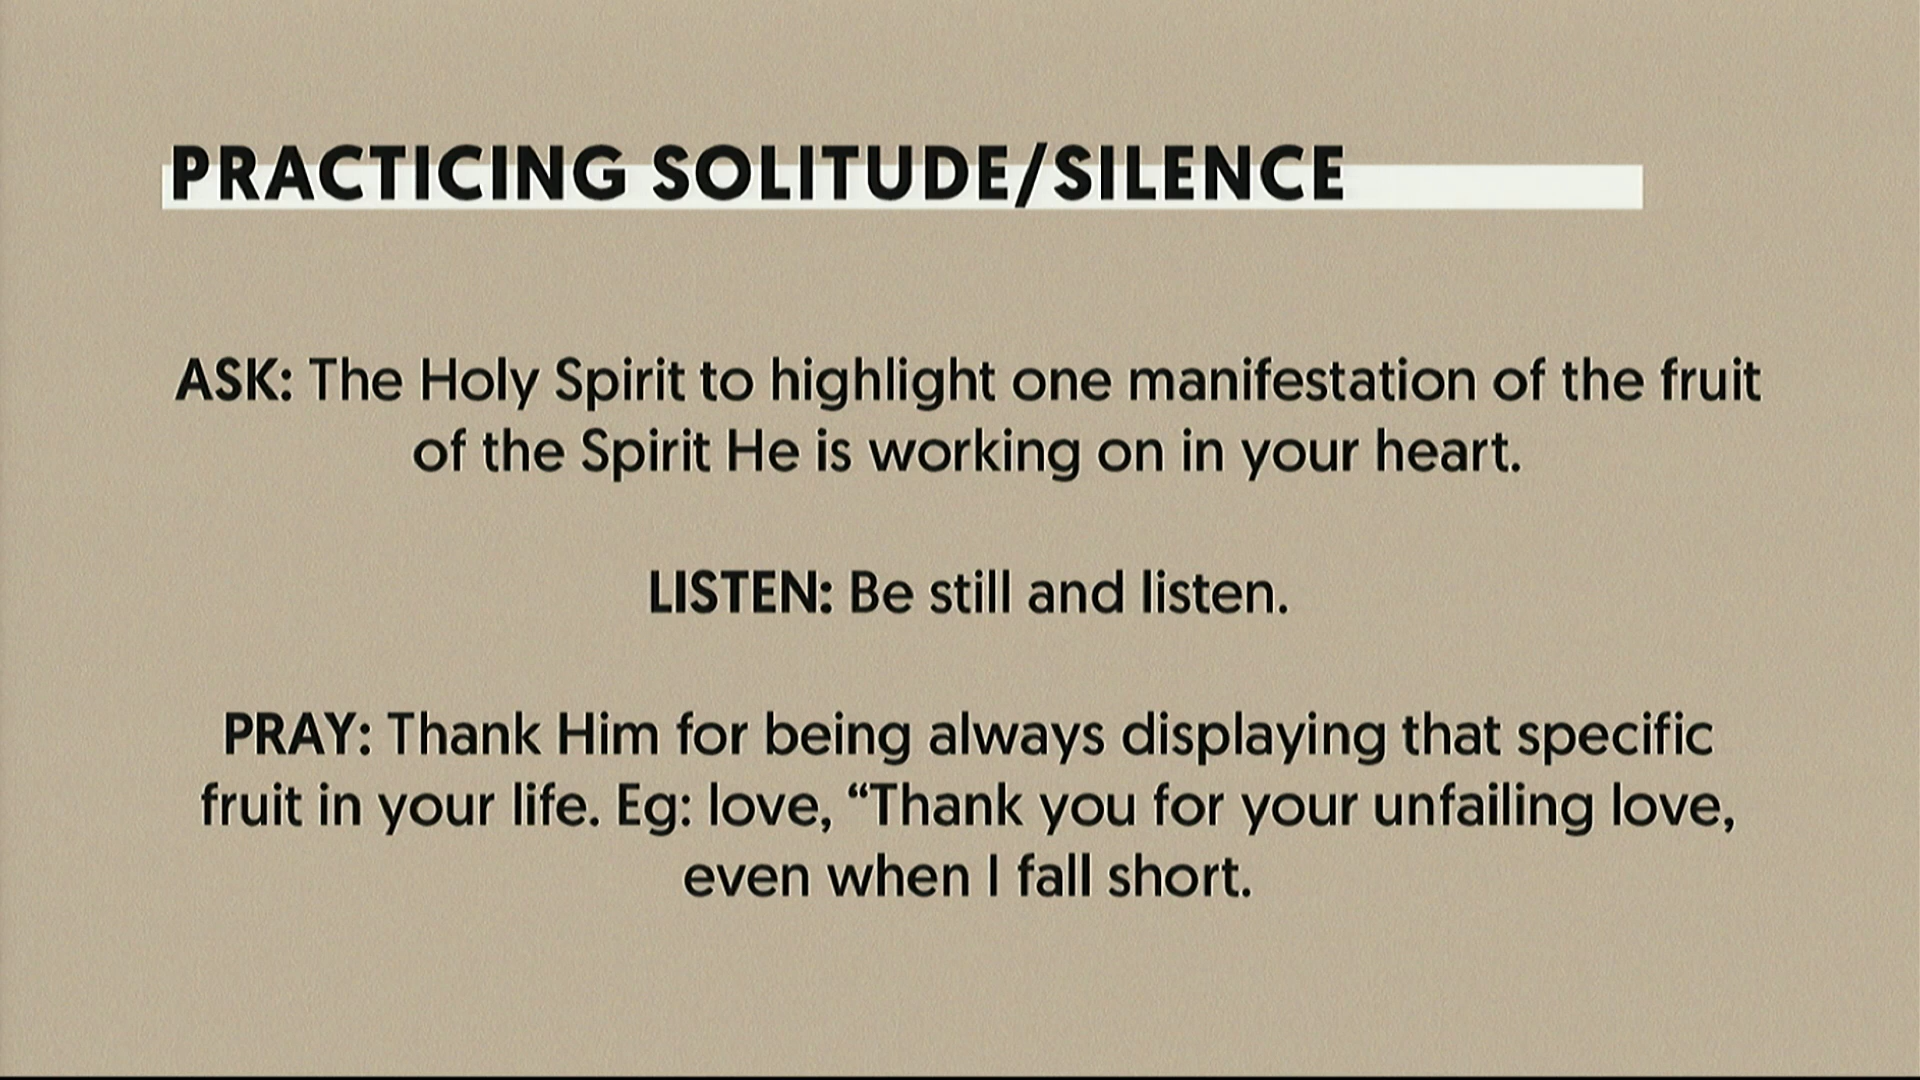 PRACTICING SOLITUDE/SILENCE
ASK: The Holy Spirit to highlight one manifestation of the fruit
of the Spirit He is working on in your heart.
LISTEN: Be still and listen.
PRAY: Thank Him for being always displaying that specific
fruit in your life. Eg: love, “Thank you for your unfailing love,
even when I fall short.